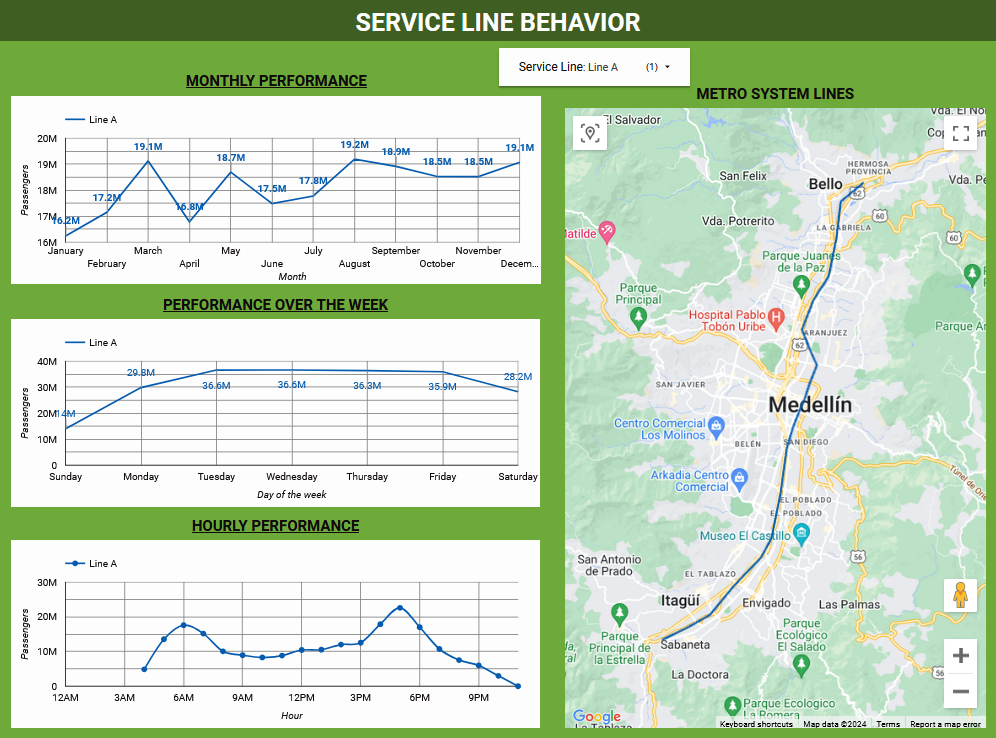 SERVICE LINE BEHAVIOR
Service Line: Line A (1)
MONTHLY PERFORMANCE
Line A
20M
19M
18M
17M
16M
Passengers
16.2M
17.2M
19.1M
16.8M
18.7M
17.5M
17.8M
19.2M
18.9M
18.5M
18.5M
19.1M
January
February
March
April
May
June
July
August
September
October
November
Decem...
Month
PERFORMANCE OVER THE WEEK
Line A
40M
30M
20M
10M
0
Passengers
14M
29.8M
36.6M
36.6M
36.3M
35.9M
28.2M
Sunday
Monday
Tuesday
Wednesday
Thursday
Friday
Saturday
Day of the week
HOURLY PERFORMANCE
Line A
30M
20M
10M
0
Passengers
12AM
3AM
6AM
9AM
12PM
3PM
6PM
9PM
Hour
METRO SYSTEM LINES
El Salvador
Vda. El No
Cop
HERMOSA
PROVINCIA
San Felix
Bello
62
Vda. Pe
60
Vda. Potrerito
LA GABRIELA
60
Matilde
Parque Juanes
de la Paz
Parque
Principal
Hospital Pablo
Tobón Uribe
Parque Ar
ARANJUEZ
62
SAN JAVIER
Medellín
Centro Comercial
Los Molinos
BELÉN
SAN DIEGO
Arkadia Centro
Comercial
Túnel de Orie
EL POBLADO
EL POBLADO
Museo El Castillo
San Antonio
de Prado
56
EL TABLAZO
Itagüí
Envigado
Las Palmas
Parque
Principal de
la Estrella
Sabaneta
Parque
Ecológico
El Salado
La Doctora
56
Parque Ecologico
La Romera
Google
La Tablaza
Keyboard shortcuts
Map data ©2024
Terms
Report a map error